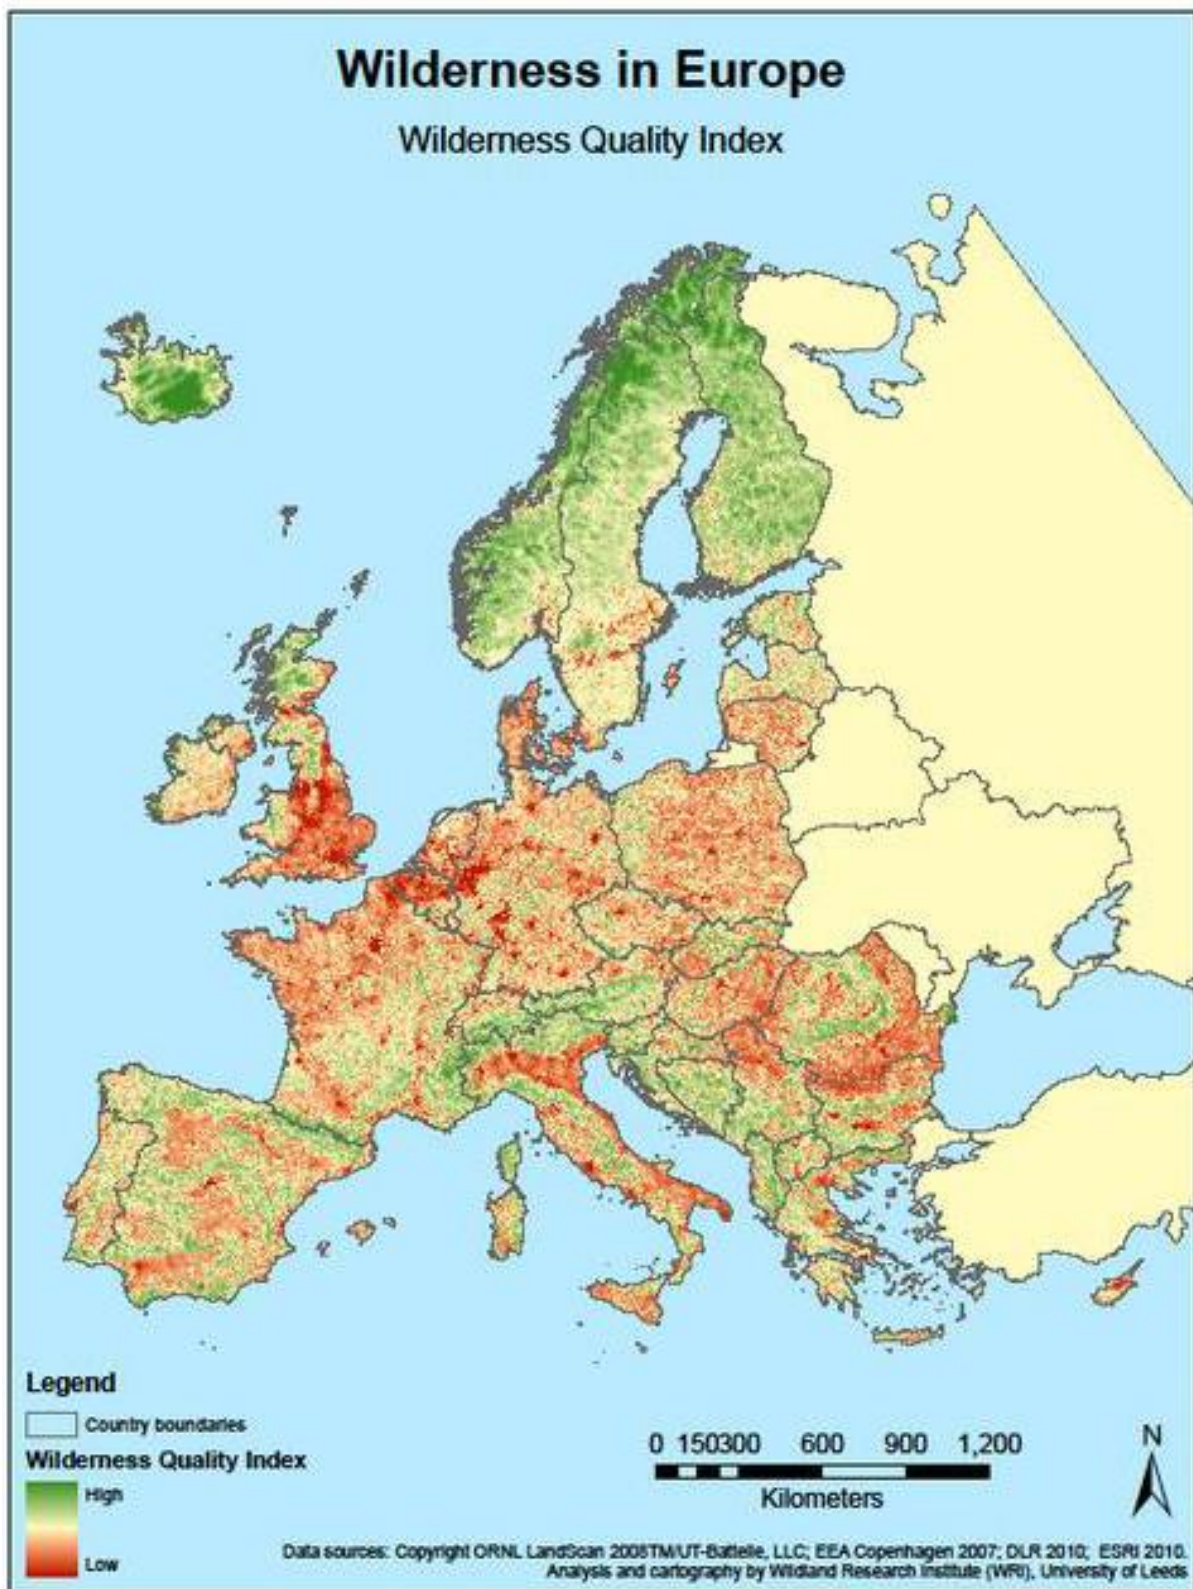 Wilderness in Europe
Wilderness Quality Index
Legend
Country boundaries
Wilderness Quality Index
High
Low
0 150300 600 900 1,200
Kilometers
N
Data sources: Copyright ORNL LandScan 2008TM/UT-Battelle, LLC; EEA Copenhagen 2007; DLR 2010; ESRI 2010.
Analysis and cartography by Wildland Research Institute (WRI), University of Leeds